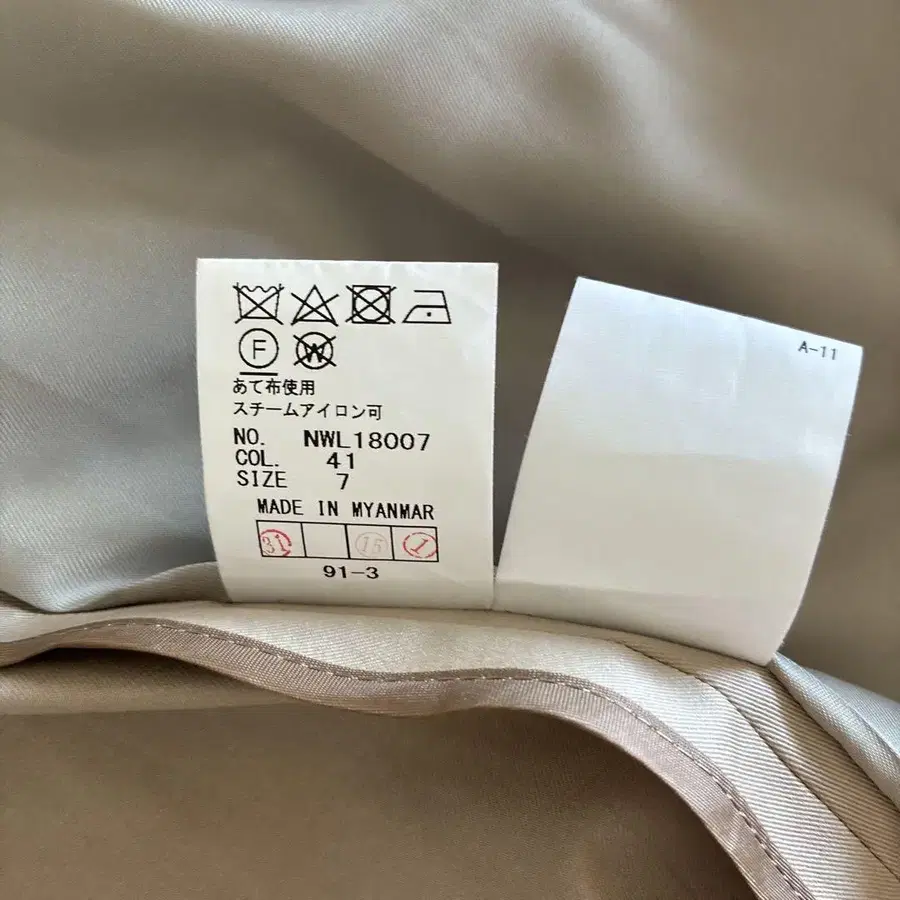 F W
あて布使用
スチームアイロン可
NO. NWL18007
COL. 41
SIZE 7
MADE IN MYANMAR
31 15 1
91-3
A-11